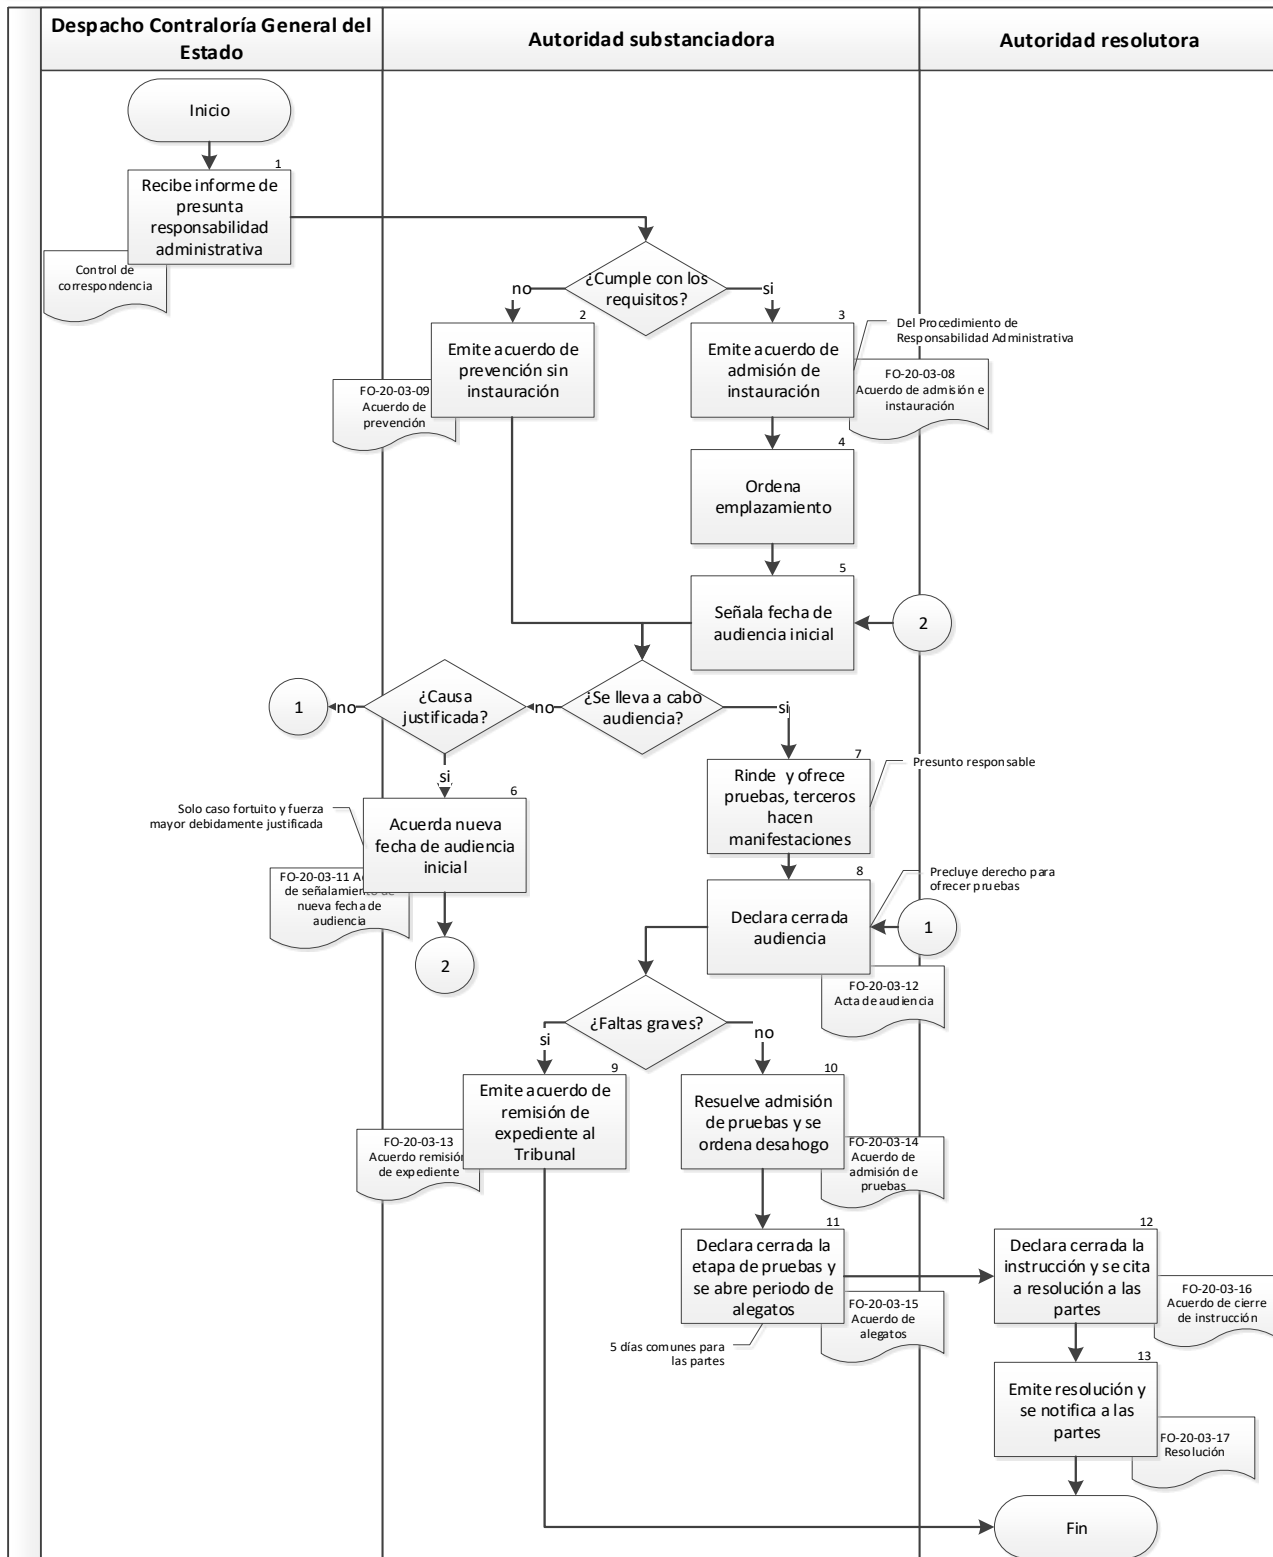 Despacho Contraloría General del
Estado
Autoridad substanciadora
Autoridad resolutora
Inicio
1
Recibe informe de
presunta
responsabilidad
administrativa
Control de
correspondencia
¿Cumple con los
requisitos?
no
si
2
Emite acuerdo de
prevención sin
instauración
FO-20-03-09
Acuerdo de
prevención
3
Emite acuerdo de
admisión de
instauración
Del Procedimiento de
Responsabilidad Administrativa
FO-20-03-08
Acuerdo de admisión e
instauración
4
Ordena
emplazamiento
5
Señala fecha de
audiencia inicial
2
¿Se lleva a cabo
audiencia?
no
si
¿Causa
justificada?
no
1
si
6
Acuerda nueva
fecha de audiencia
inicial
Solo caso fortuito y fuerza
mayor debidamente justificada
FO-20-03-11
de señalamiento
nueva fecha de
audiencia
2
7
Rinde y ofrece
pruebas, terceros
hacen
manifestaciones
Presunto responsable
8
Declara cerrada
audiencia
Precluye derecho para
ofrecer pruebas
1
FO-20-03-12
Acta de audiencia
¿Faltas graves?
si
no
9
Emite acuerdo de
remisión de
expediente al
Tribunal
FO-20-03-13
Acuerdo remisión
de expediente
10
Resuelve admisión
de pruebas y se
ordena desahogo
FO-20-03-14
Acuerdo de
admisión de
pruebas
11
Declara cerrada la
etapa de pruebas y
se abre periodo de
alegatos
FO-20-03-15
Acuerdo de
alegatos
5 días comunes para
las partes
12
Declara cerrada la
instrucción y se cita
a resolución a las
partes
FO-20-03-16
Acuerdo de cierre
de instrucción
13
Emite resolución y
se notifica a las
partes
FO-20-03-17
Resolución
Fin